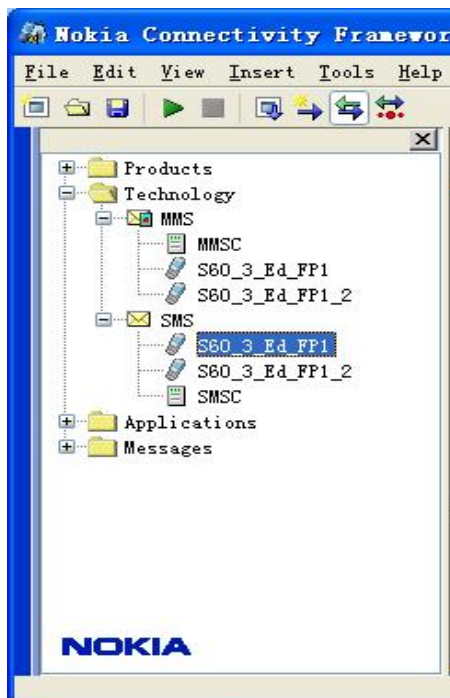 Nokia Connectivity Framewor
File Edit View Insert Tools Help
Products
Technology
MMS
MMSC
S60_3_Ed_FP1
S60_3_Ed_FP1_2
SMS
S60_3_Ed_FP1
S60_3_Ed_FP1_2
SMSC
Applications
Messages
NOKIA